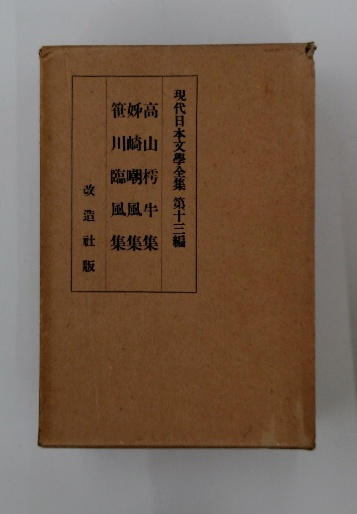 現代日本文學全集 第十三編
高山樗牛集
姊崎嘲風集
笹川臨風集
改造社版